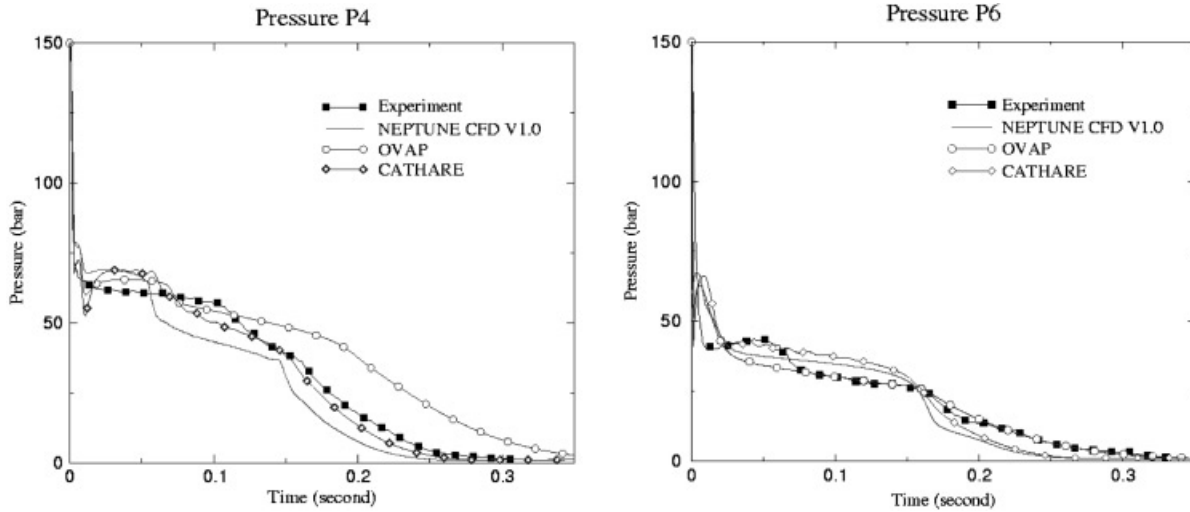 Pressure P4
150
100
50
0
Pressure (bar)
Experiment
NEPTUNE CFD V1.0
OVAP
CATHARE
0
0.1
0.2
0.3
Time (second)
Pressure P6
150
100
50
0
Pressure (bar)
Experiment
NEPTUNE CFD V1.0
OVAP
CATHARE
0
0.1
0.2
0.3
Time (second)